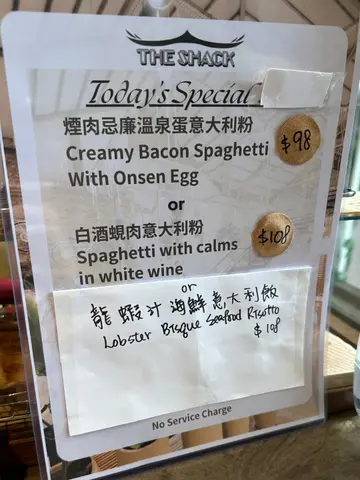 THE SHACK
Today's Special
煙肉忌廉溫泉蛋意大利粉
Creamy Bacon Spaghetti
With Onsen Egg
$98
or
白酒蜆肉意大利粉
Spaghetti with calms
in white wine
$108
or
龍蝦汁海鮮意大利飯
Lobster Bisque Seafood Risotto
$108
No Service Charge